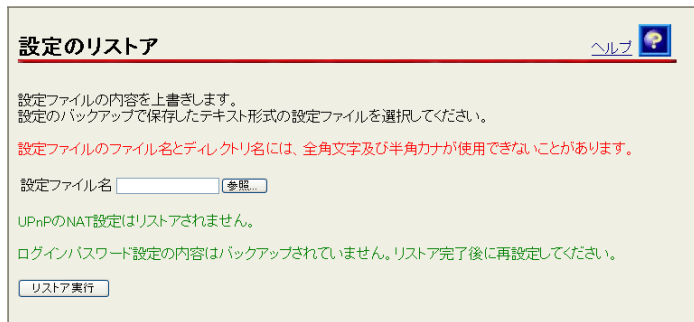 設定のリストア
ヘルプ
設定ファイルの内容を上書きします。
設定のバックアップで保存したテキスト形式の設定ファイルを選択してください。
設定ファイルのファイル名とディレクトリ名には、全角文字及び半角カナが使用できないことがあります。
設定ファイル名 参照...
UPnPのNAT設定はリストアされません。
ログインパスワード設定の内容はバックアップされていません。リストア完了後に再設定してください。
リストア実行